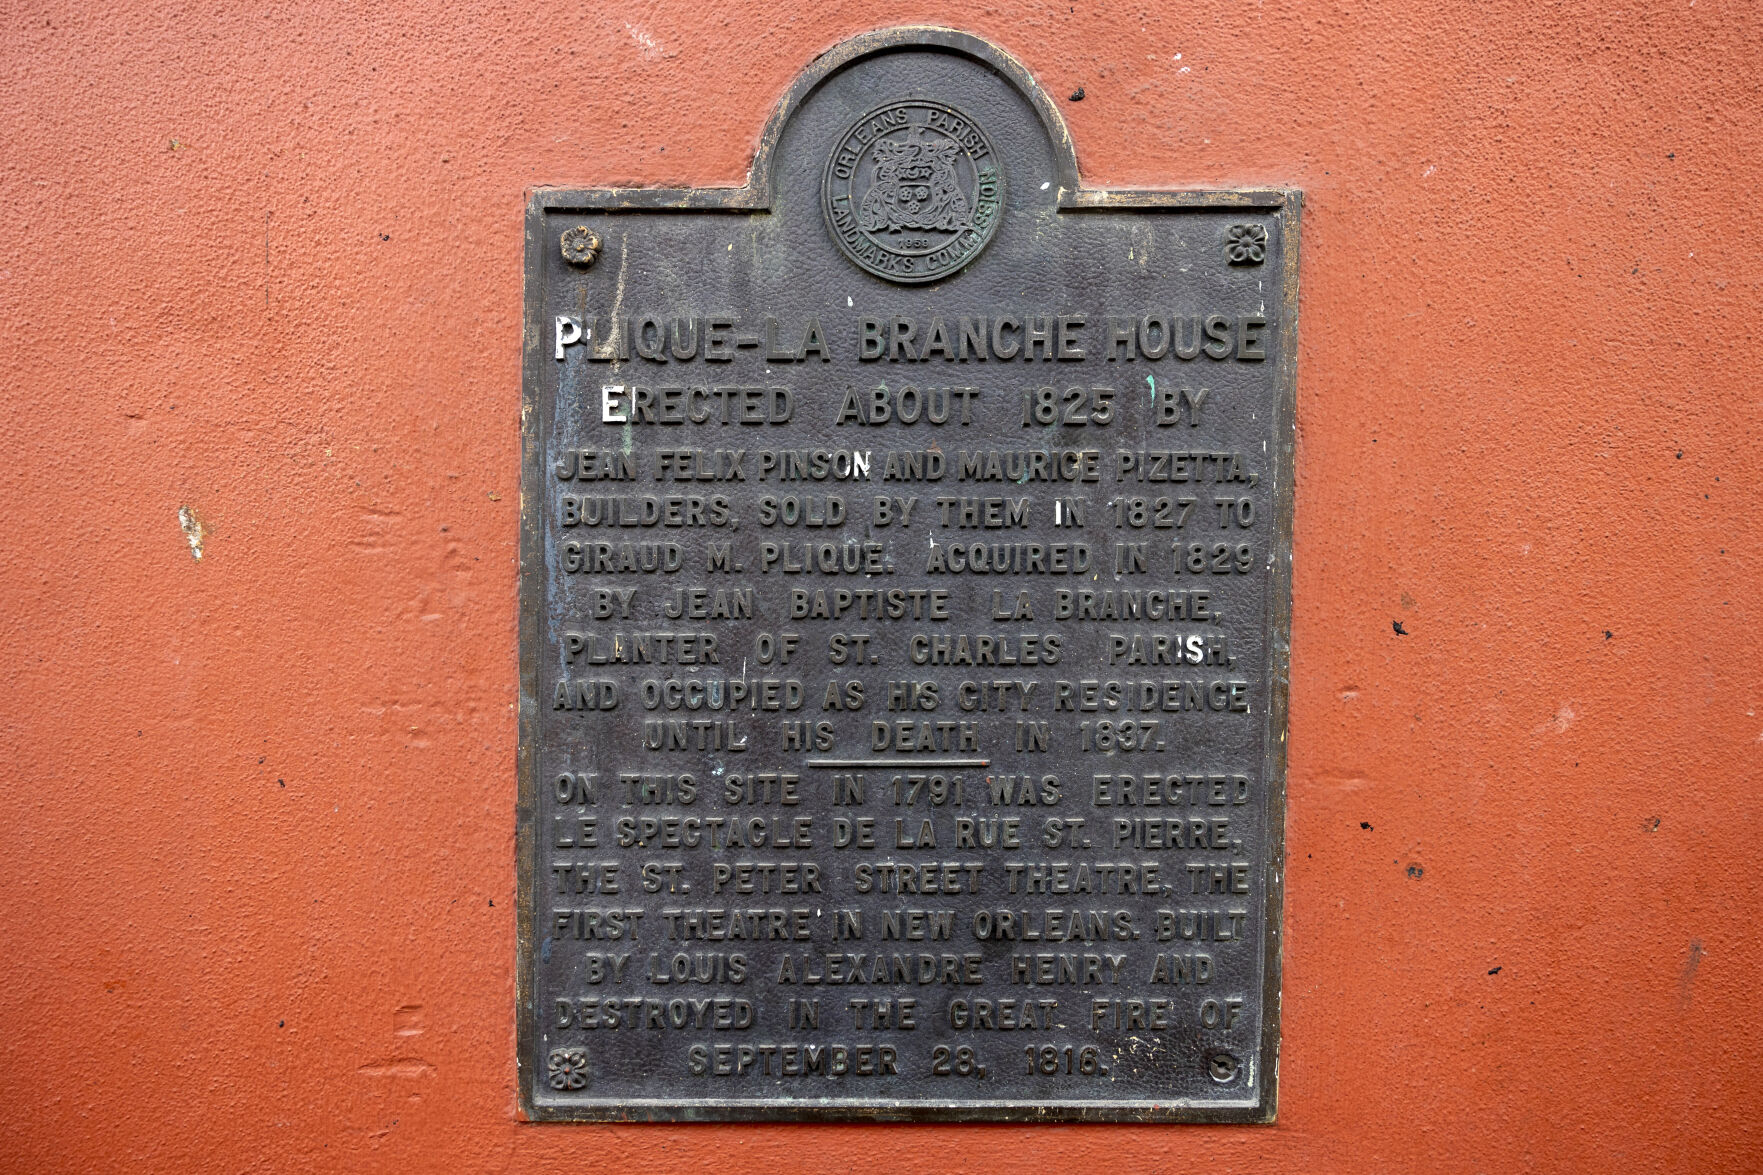 ORLEANS PARISH
LANDMARKS COMMISSION
1959
PLIQUE-LA BRANCHE HOUSE
ERECTED ABOUT 1825 BY
JEAN FELIX PINSON AND MAURICE PIZETTA,
BUILDERS, SOLD BY THEM IN 1827 TO
GIRAUD M. PLIQUE. ACQUIRED IN 1829
BY JEAN BAPTISTE LA BRANCHE,
PLANTER OF ST. CHARLES PARISH,
AND OCCUPIED AS HIS CITY RESIDENCE
UNTIL HIS DEATH IN 1837.
ON THIS SITE IN 1791 WAS ERECTED
LE SPECTACLE DE LA RUE ST. PIERRE,
THE ST. PETER STREET THEATRE, THE
FIRST THEATRE IN NEW ORLEANS. BUILT
BY LOUIS ALEXANDRE HENRY AND
DESTROYED IN THE GREAT FIRE OF
SEPTEMBER 28, 1816.